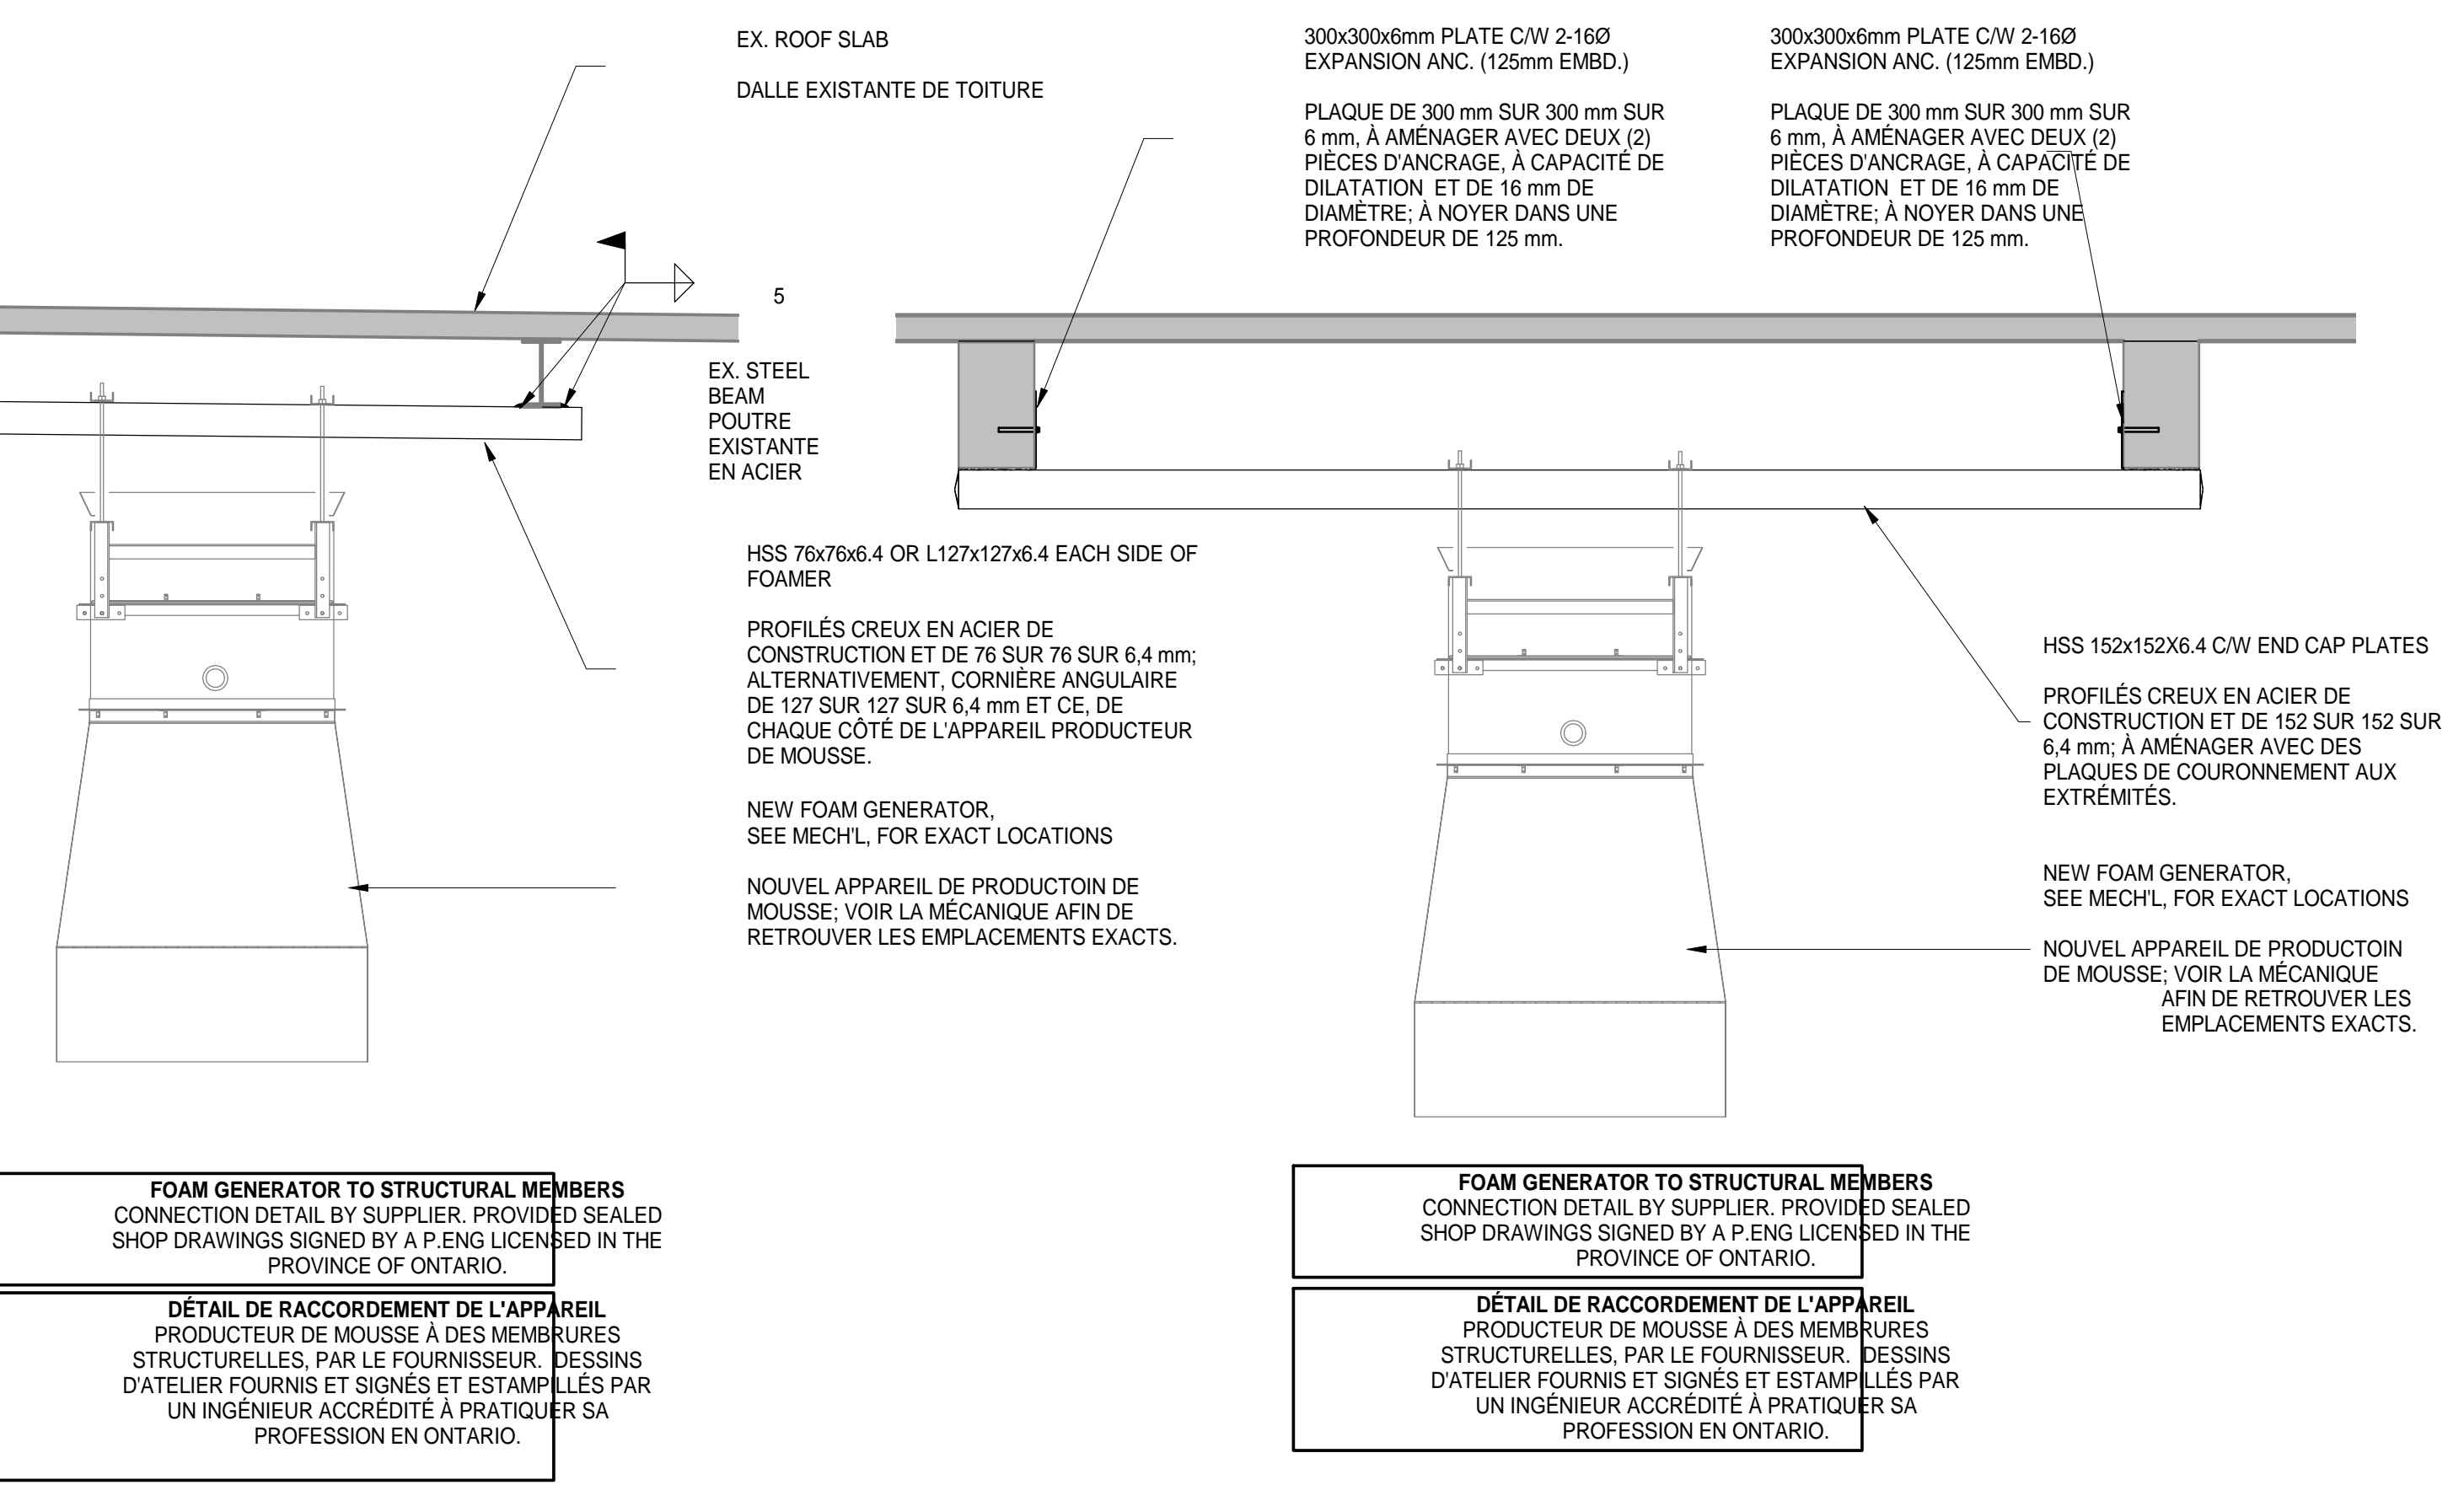 EX. ROOF SLAB
DALLE EXISTANTE DE TOITURE
5
EX. STEEL
BEAM
POUTRE
EXISTANTE
EN ACIER
HSS 76x76x6.4 OR L127x127x6.4 EACH SIDE OF
FOAMER
PROFILÉS CREUX EN ACIER DE
CONSTRUCTION ET DE 76 SUR 76 SUR 6,4 mm;
ALTERNATIVEMENT, CORNIÈRE ANGULAIRE
DE 127 SUR 127 SUR 6,4 mm ET CE, DE
CHAQUE CÔTÉ DE L'APPAREIL PRODUCTEUR
DE MOUSSE.
NEW FOAM GENERATOR,
SEE MECH'L, FOR EXACT LOCATIONS
NOUVEL APPAREIL DE PRODUCTOIN DE
MOUSSE; VOIR LA MÉCANIQUE AFIN DE
RETROUVER LES EMPLACEMENTS EXACTS.
FOAM GENERATOR TO STRUCTURAL MEMBERS
CONNECTION DETAIL BY SUPPLIER. PROVIDED SEALED
SHOP DRAWINGS SIGNED BY A P.ENG LICENSED IN THE
PROVINCE OF ONTARIO.
DÉTAIL DE RACCORDEMENT DE L'APPAREIL
PRODUCTEUR DE MOUSSE À DES MEMBRURES
STRUCTURELLES, PAR LE FOURNISSEUR. DESSINS
D'ATELIER FOURNIS ET SIGNÉS ET ESTAMPILLÉS PAR
UN INGÉNIEUR ACCRÉDITÉ À PRATIQUER SA
PROFESSION EN ONTARIO.
300x300x6mm PLATE C/W 2-16Ø
EXPANSION ANC. (125mm EMBD.)
PLAQUE DE 300 mm SUR 300 mm SUR
6 mm, À AMÉNAGER AVEC DEUX (2)
PIÈCES D'ANCRAGE, À CAPACITÉ DE
DILATATION ET DE 16 mm DE
DIAMÈTRE; À NOYER DANS UNE
PROFONDEUR DE 125 mm.
300x300x6mm PLATE C/W 2-16Ø
EXPANSION ANC. (125mm EMBD.)
PLAQUE DE 300 mm SUR 300 mm SUR
6 mm, À AMÉNAGER AVEC DEUX (2)
PIÈCES D'ANCRAGE, À CAPACITÉ DE
DILATATION ET DE 16 mm DE
DIAMÈTRE; À NOYER DANS UNE
PROFONDEUR DE 125 mm.
HSS 152x152X6.4 C/W END CAP PLATES
PROFILÉS CREUX EN ACIER DE
CONSTRUCTION ET DE 152 SUR 152 SUR
6,4 mm; À AMÉNAGER AVEC DES
PLAQUES DE COURONNEMENT AUX
EXTRÉMITÉS.
NEW FOAM GENERATOR,
SEE MECH'L, FOR EXACT LOCATIONS
NOUVEL APPAREIL DE PRODUCTOIN
DE MOUSSE; VOIR LA MÉCANIQUE
AFIN DE RETROUVER LES
EMPLACEMENTS EXACTS.
FOAM GENERATOR TO STRUCTURAL MEMBERS
CONNECTION DETAIL BY SUPPLIER. PROVIDED SEALED
SHOP DRAWINGS SIGNED BY A P.ENG LICENSED IN THE
PROVINCE OF ONTARIO.
DÉTAIL DE RACCORDEMENT DE L'APPAREIL
PRODUCTEUR DE MOUSSE À DES MEMBRURES
STRUCTURELLES, PAR LE FOURNISSEUR. DESSINS
D'ATELIER FOURNIS ET SIGNÉS ET ESTAMPILLÉS PAR
UN INGÉNIEUR ACCRÉDITÉ À PRATIQUER SA
PROFESSION EN ONTARIO.